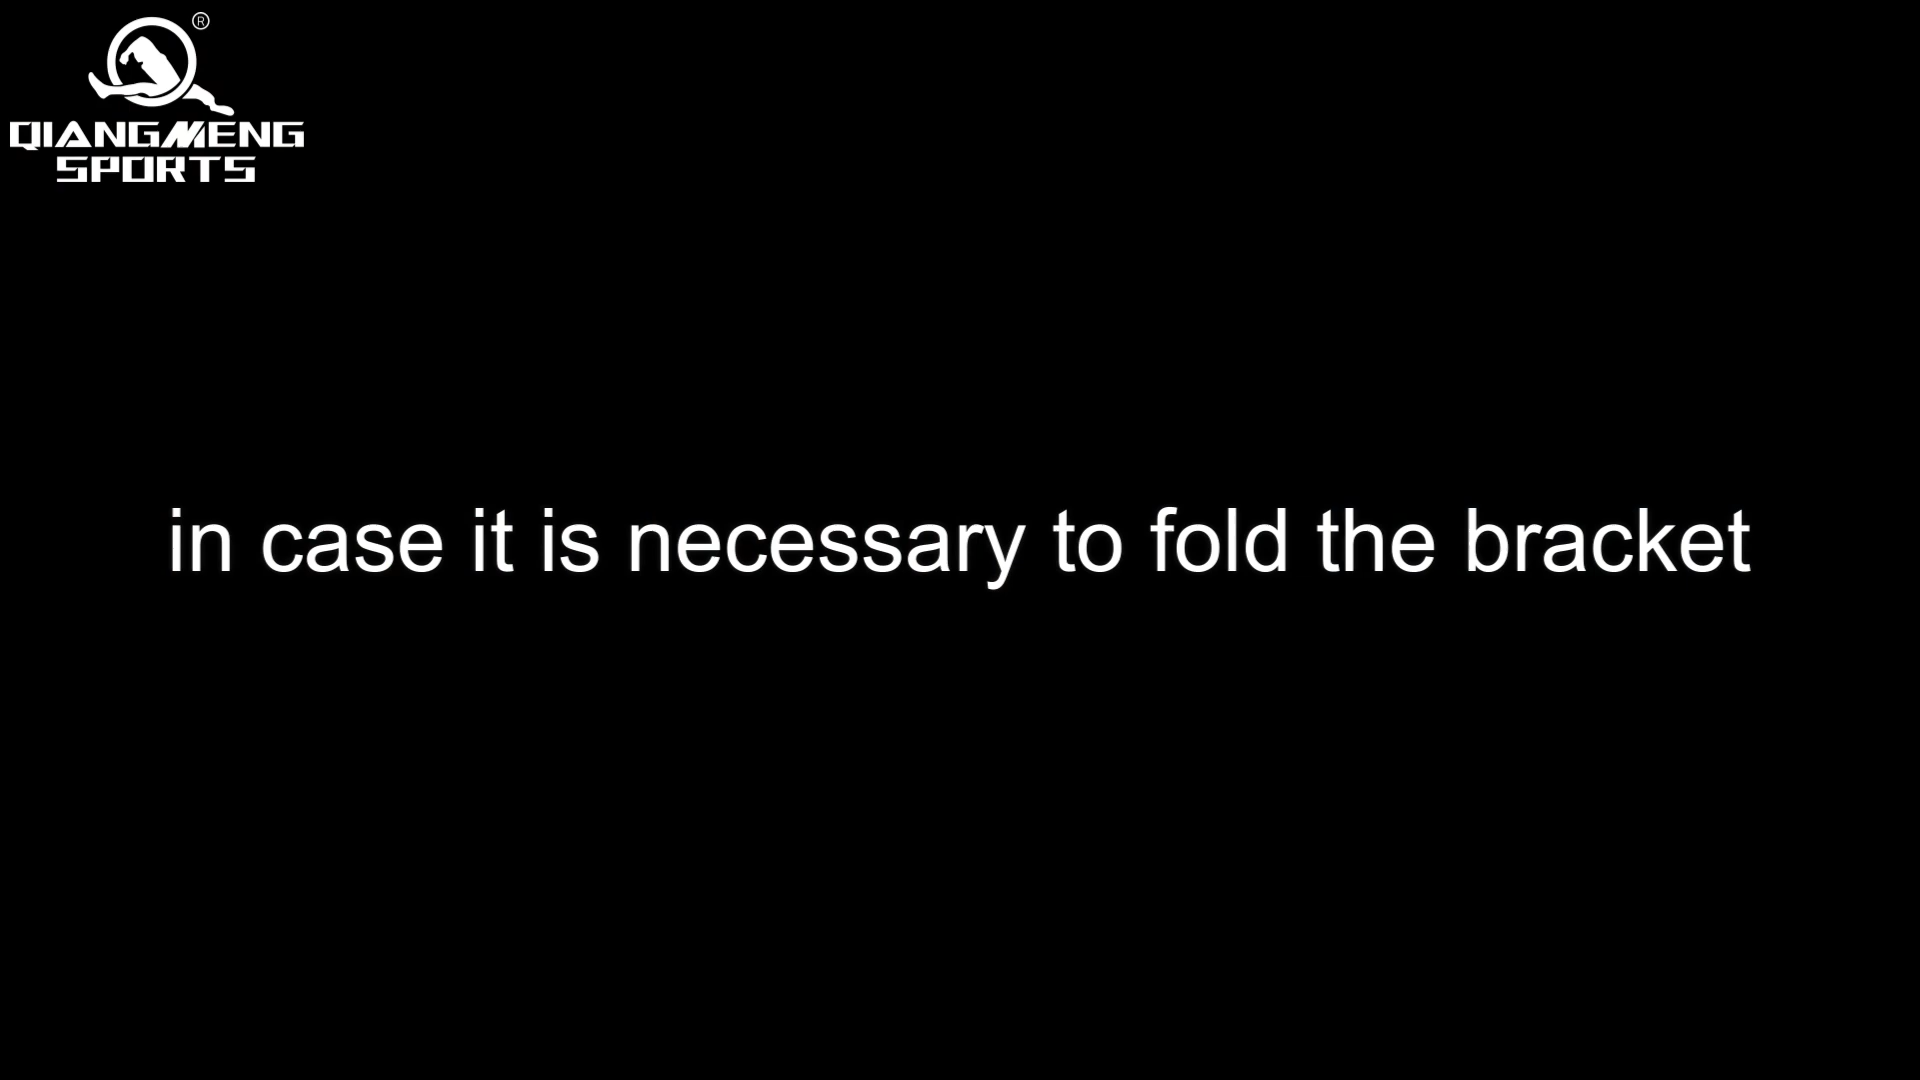 ®
QIANGMENG
SPORTS
in case it is necessary to fold the bracket